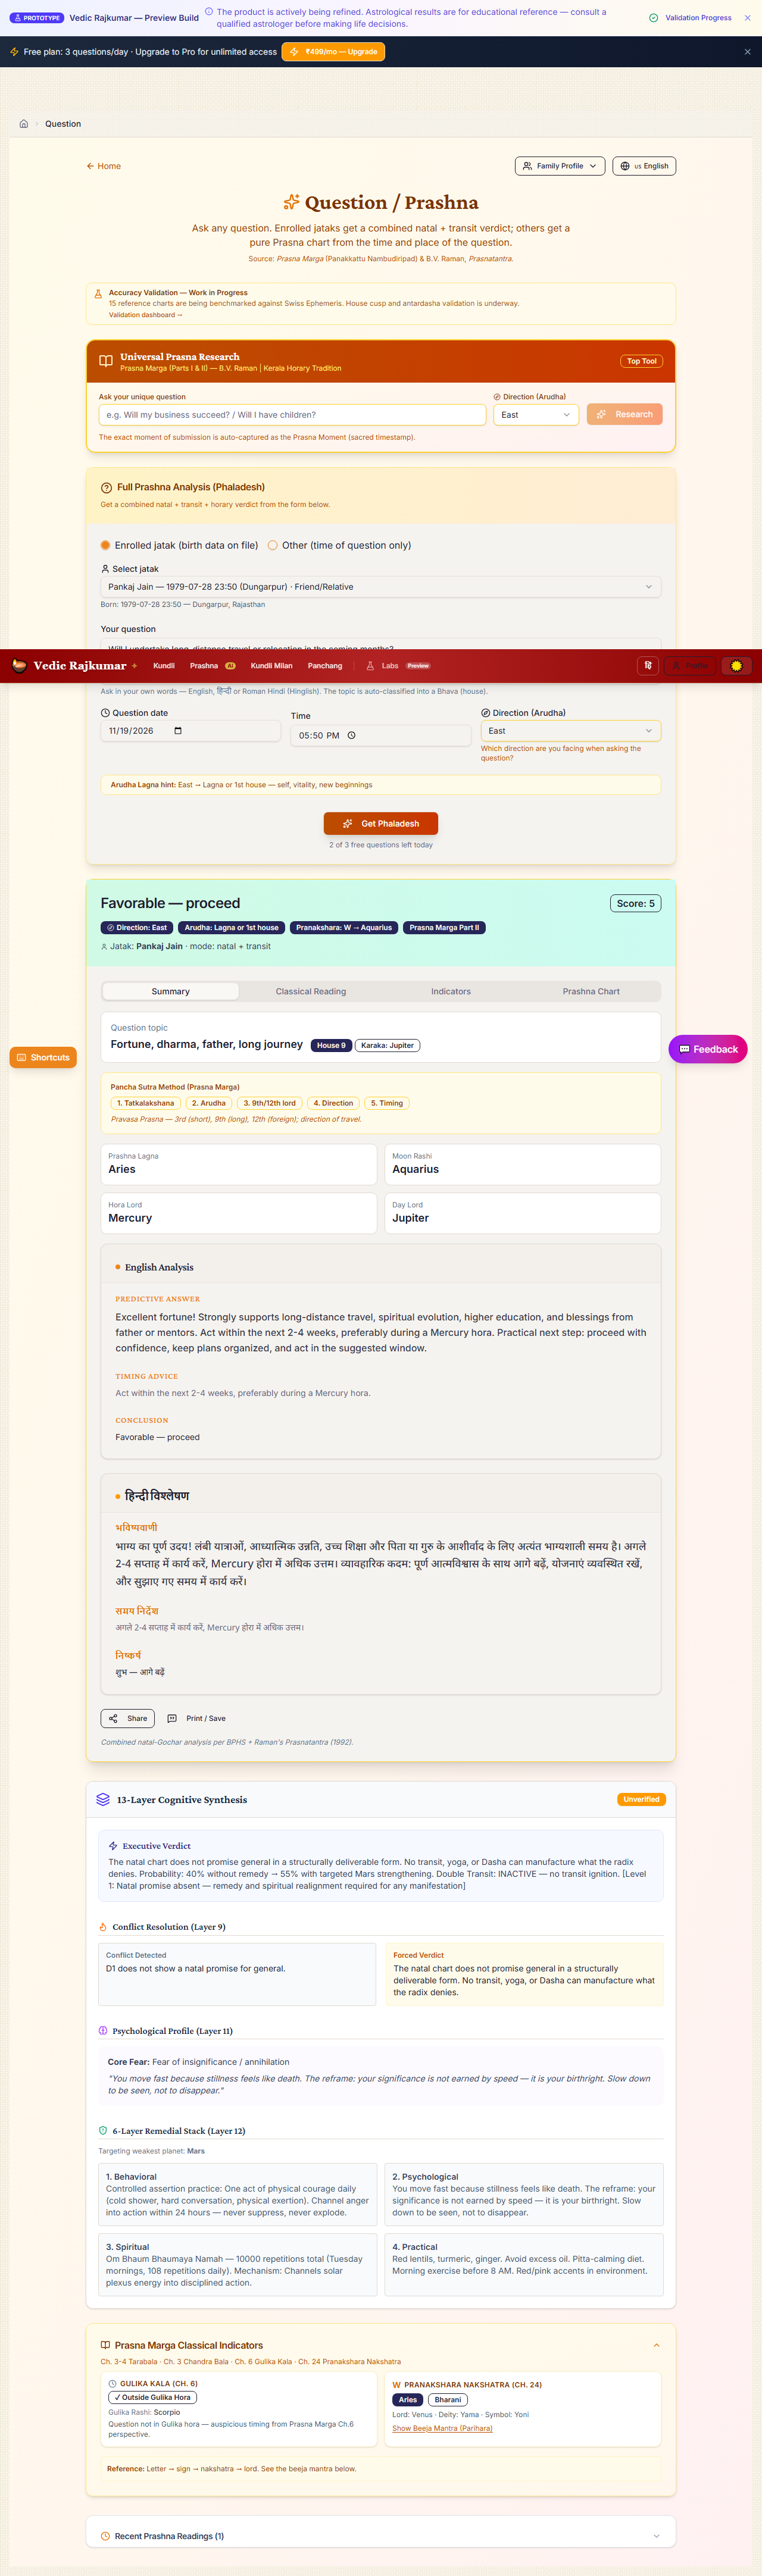 PROTOTYPE Vedic Rajkumar — Preview Build
The product is actively being refined. Astrological results are for educational reference — consult a
qualified astrologer before making life decisions.
Validation Progress
Free plan: 3 questions/day · Upgrade to Pro for unlimited access
₹499/mo — Upgrade
Question
Home
Family Profile
us English
Question / Prashna
Ask any question. Enrolled jataks get a combined natal + transit verdict; others get a
pure Prasna chart from the time and place of the question.
Source: Prasna Marga (Panakkattu Nambudiripad) & B.V. Raman, Prasnatantra.
Accuracy Validation — Work in Progress
15 reference charts are being benchmarked against Swiss Ephemeris. House cusp and antardasha validation is underway.
Validation dashboard →
Universal Prasna Research
Prasna Marga (Parts I & II) — B.V. Raman | Kerala Horary Tradition
Top Tool
Ask your unique question
Direction (Arudha)
e.g. Will my business succeed? / Will I have children?
East
Research
The exact moment of submission is auto-captured as the Prasna Moment (sacred timestamp).
Full Prashna Analysis (Phaladesh)
Get a combined natal + transit + horary verdict from the form below.
Enrolled jatak (birth data on file)
Other (time of question only)
Select jatak
Pankaj Jain — 1979-07-28 23:50 (Dungarpur) · Friend/Relative
Born: 1979-07-28 23:50 — Dungarpur, Rajasthan
Your question
Will I undertake long-distance travel or relocation in the coming months?
Vedic Rajkumar
Kundli
Prashna AI
Kundli Milan
Panchang
Labs Preview
हिं
Profile
Ask in your own words — English, हिन्दी or Roman Hindi (Hinglish). The topic is auto-classified into a Bhava (house).
Question date
Time
Direction (Arudha)
11/19/2026
05:50 PM
East
Which direction are you facing when asking the
question?
Arudha Lagna hint: East → Lagna or 1st house — self, vitality, new beginnings
Get Phaladesh
2 of 3 free questions left today
Favorable — proceed
Score: 5
Direction: East
Arudha: Lagna or 1st house
Pranakshara: W → Aquarius
Prasna Marga Part II
Jatak: Pankaj Jain · mode: natal + transit
Summary
Classical Reading
Indicators
Prashna Chart
Question topic
Fortune, dharma, father, long journey House 9 Karaka: Jupiter
Pancha Sutra Method (Prasna Marga)
1. Tatkalakshana
2. Arudha
3. 9th/12th lord
4. Direction
5. Timing
Pravasa Prasna — 3rd (short), 9th (long), 12th (foreign); direction of travel.
Prashna Lagna
Aries
Moon Rashi
Aquarius
Hora Lord
Mercury
Day Lord
Jupiter
English Analysis
PREDICTIVE ANSWER
Excellent fortune! Strongly supports long-distance travel, spiritual evolution, higher education, and blessings from
father or mentors. Act within the next 2-4 weeks, preferably during a Mercury hora. Practical next step: proceed with
confidence, keep plans organized, and act in the suggested window.
TIMING ADVICE
Act within the next 2-4 weeks, preferably during a Mercury hora.
CONCLUSION
Favorable — proceed
हिन्दी विश्लेषण
भविष्यवाणी
भाग्य का पूर्ण उदय! लंबी यात्राओं, आध्यात्मिक उन्नति, उच्च शिक्षा और पिता या गुरु के आशीर्वाद के लिए अत्यंत भाग्यशाली समय है। अगले
2-4 सप्ताह में कार्य करें, Mercury होरा में अधिक उत्तम। व्यावहारिक कदम: पूर्ण आत्मविश्वास के साथ आगे बढ़ें, योजनाएं व्यवस्थित रखें,
और सुझाए गए समय में कार्य करें।
समय निर्देश
अगले 2-4 सप्ताह में कार्य करें, Mercury होरा में अधिक उत्तम।
निष्कर्ष
शुभ — आगे बढ़ें
Share
Print / Save
Combined natal-Gochar analysis per BPHS + Raman's Prasnatantra (1992).
Shortcuts
Feedback
13-Layer Cognitive Synthesis
Unverified
Executive Verdict
The natal chart does not promise general in a structurally deliverable form. No transit, yoga, or Dasha can manufacture what the radix
denies. Probability: 40% without remedy → 55% with targeted Mars strengthening. Double Transit: INACTIVE — no transit ignition. [Level
1: Natal promise absent — remedy and spiritual realignment required for any manifestation]
Conflict Resolution (Layer 9)
Conflict Detected
D1 does not show a natal promise for general.
Forced Verdict
The natal chart does not promise general in a structurally
deliverable form. No transit, yoga, or Dasha can manufacture what
the radix denies.
Psychological Profile (Layer 11)
Core Fear: Fear of insignificance / annihilation
"You move fast because stillness feels like death. The reframe: your significance is not earned by speed — it is your birthright. Slow down
to be seen, not to disappear."
6-Layer Remedial Stack (Layer 12)
Targeting weakest planet: Mars
1. Behavioral
Controlled assertion practice: One act of physical courage daily
(cold shower, hard conversation, physical exertion). Channel anger
into action within 24 hours — never suppress, never explode.
2. Psychological
You move fast because stillness feels like death. The reframe: your
significance is not earned by speed — it is your birthright. Slow
down to be seen, not to disappear.
3. Spiritual
Om Bhaum Bhaumaya Namah — 10000 repetitions total (Tuesday
mornings, 108 repetitions daily). Mechanism: Channels solar
plexus energy into disciplined action.
4. Practical
Red lentils, turmeric, ginger. Avoid excess oil. Pitta-calming diet.
Morning exercise before 8 AM. Red/pink accents in environment.
Prasna Marga Classical Indicators
Ch. 3-4 Tarabala · Ch. 3 Chandra Bala · Ch. 6 Gulika Kala · Ch. 24 Pranakshara Nakshatra
GULIKA KALA (CH. 6)
✓ Outside Gulika Hora
Gulika Rashi: Scorpio
Question not in Gulika hora — auspicious timing from Prasna Marga Ch.6
perspective.
W PRANAKSHARA NAKSHATRA (CH. 24)
Aries
Bharani
Lord: Venus · Deity: Yama · Symbol: Yoni
Show Beeja Mantra (Parihara)
Reference: Letter → sign → nakshatra → lord. See the beeja mantra below.
Recent Prashna Readings (1)